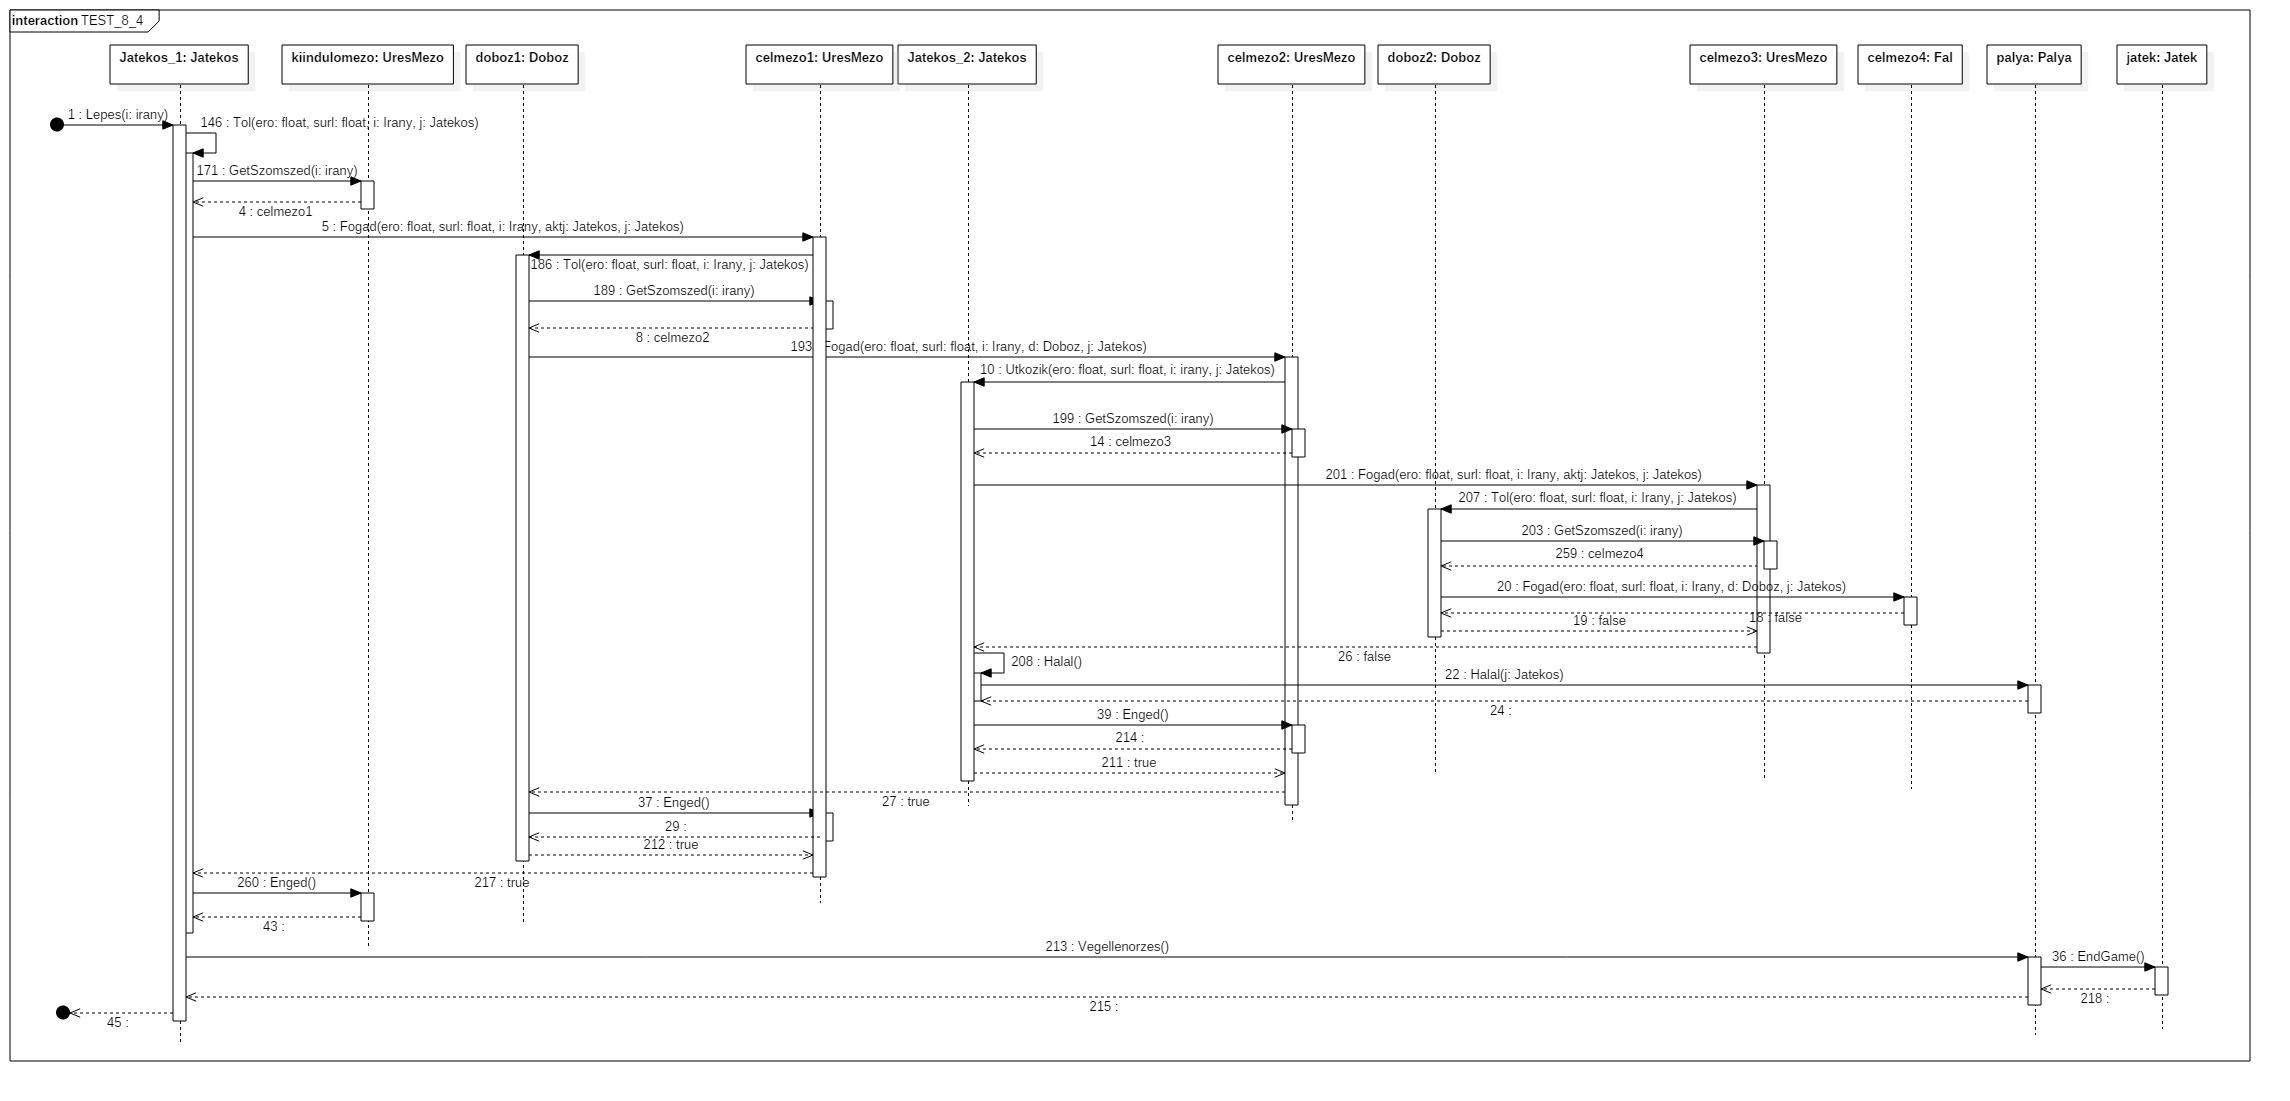 interaction TEST_8_4
Jatekos_1: Jatekos
kiindulomezo: UresMezo
doboz1: Doboz
celmezo1: UresMezo
Jatekos_2: Jatekos
celmezo2: UresMezo
doboz2: Doboz
celmezo3: UresMezo
celmezo4: Fal
palya: Palya
jatek: Jatek
1 : Lepes(i: irany)
146 : Tol(ero: float, surl: float, i: Irany, j: Jatekos)
171 : GetSzomszed(i: irany)
4 : celmezo1
5 : Fogad(ero: float, surl: float, i: Irany, aktj: Jatekos, j: Jatekos)
186 : Tol(ero: float, surl: float, i: Irany, j: Jatekos)
189 : GetSzomszed(i: irany)
8 : celmezo2
193 : Fogad(ero: float, surl: float, i: Irany, d: Doboz, j: Jatekos)
10 : Utkozik(ero: float, surl: float, i: irany, j: Jatekos)
199 : GetSzomszed(i: irany)
14 : celmezo3
201 : Fogad(ero: float, surl: float, i: Irany, aktj: Jatekos, j: Jatekos)
207 : Tol(ero: float, surl: float, i: Irany, j: Jatekos)
203 : GetSzomszed(i: irany)
259 : celmezo4
20 : Fogad(ero: float, surl: float, i: Irany, d: Doboz, j: Jatekos)
18 : false
19 : false
26 : false
208 : Halal()
22 : Halal(j: Jatekos)
24 :
39 : Enged()
214 :
211 : true
27 : true
37 : Enged()
29 :
212 : true
217 : true
260 : Enged()
43 :
213 : Vegellenorzes()
36 : EndGame()
218 :
215 :
45 :